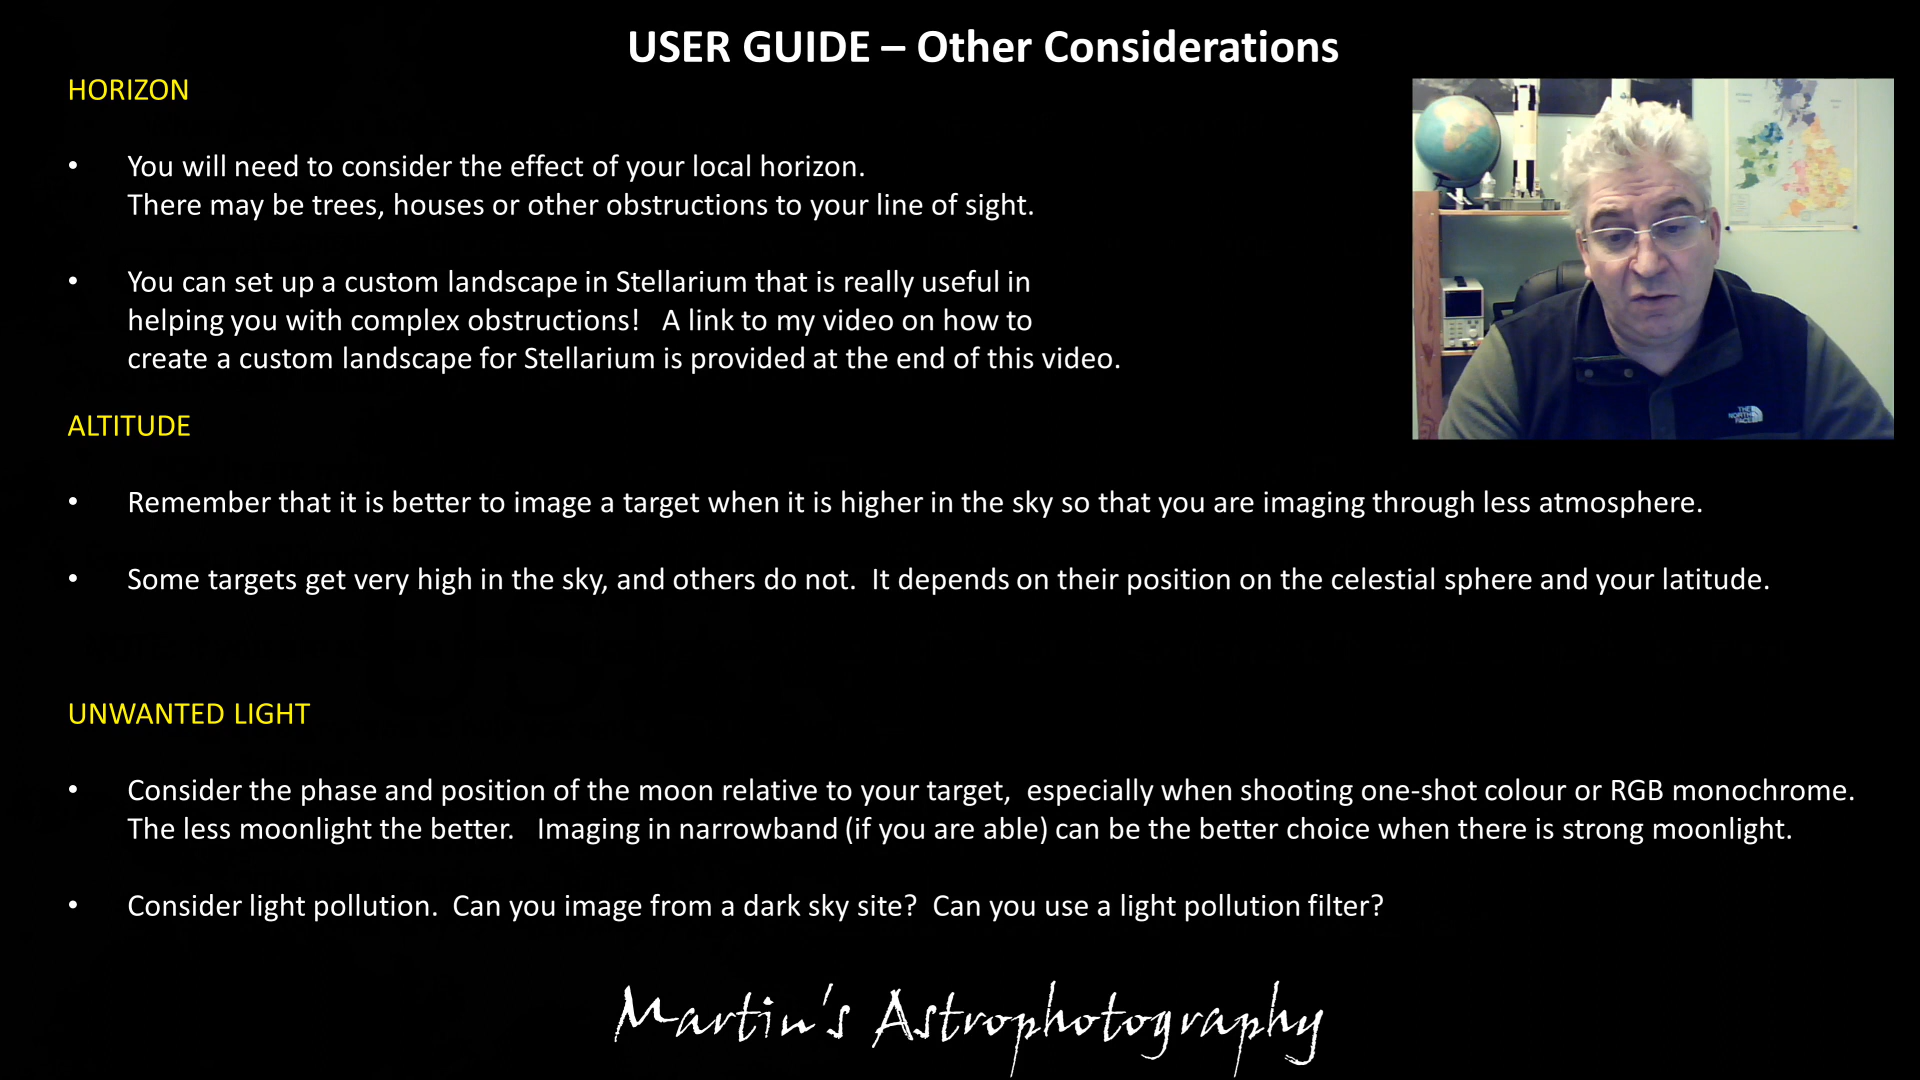 USER GUIDE – Other Considerations
HORIZON
• You will need to consider the effect of your local horizon.
There may be trees, houses or other obstructions to your line of sight.
• You can set up a custom landscape in Stellarium that is really useful in
helping you with complex obstructions!   A link to my video on how to
create a custom landscape for Stellarium is provided at the end of this video.
THE
NORTH
FACE
ALTITUDE
• Remember that it is better to image a target when it is higher in the sky so that you are imaging through less atmosphere.
• Some targets get very high in the sky, and others do not.  It depends on their position on the celestial sphere and your latitude.
UNWANTED LIGHT
• Consider the phase and position of the moon relative to your target,  especially when shooting one-shot colour or RGB monochrome.
The less moonlight the better.   Imaging in narrowband (if you are able) can be the better choice when there is strong moonlight.
• Consider light pollution.  Can you image from a dark sky site?  Can you use a light pollution filter?
Martin's Astrophotography